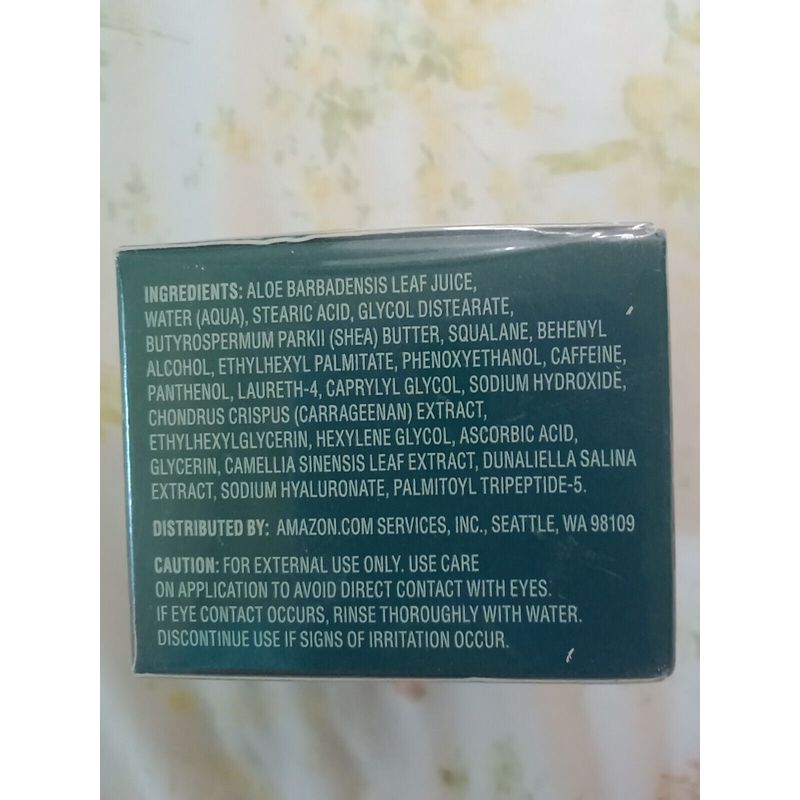 INGREDIENTS: ALOE BARBADENSIS LEAF JUICE,
WATER (AQUA), STEARIC ACID, GLYCOL DISTEARATE,
BUTYROSPERMUM PARKII (SHEA) BUTTER, SQUALANE, BEHENYL
ALCOHOL, ETHYLHEXYL PALMITATE, PHENOXYETHANOL, CAFFEINE,
PANTHENOL, LAURETH-4, CAPRYLYL GLYCOL, SODIUM HYDROXIDE,
CHONDRUS CRISPUS (CARRAGEENAN) EXTRACT,
ETHYLHEXYLGLYCERIN, HEXYLENE GLYCOL, ASCORBIC ACID,
GLYCERIN, CAMELLIA SINENSIS LEAF EXTRACT, DUNALIELLA SALINA
EXTRACT, SODIUM HYALURONATE, PALMITOYL TRIPEPTIDE-5.
DISTRIBUTED BY: AMAZON.COM SERVICES, INC., SEATTLE, WA 98109
CAUTION: FOR EXTERNAL USE ONLY. USE CARE
ON APPLICATION TO AVOID DIRECT CONTACT WITH EYES.
IF EYE CONTACT OCCURS, RINSE THOROUGHLY WITH WATER.
DISCONTINUE USE IF SIGNS OF IRRITATION OCCUR.